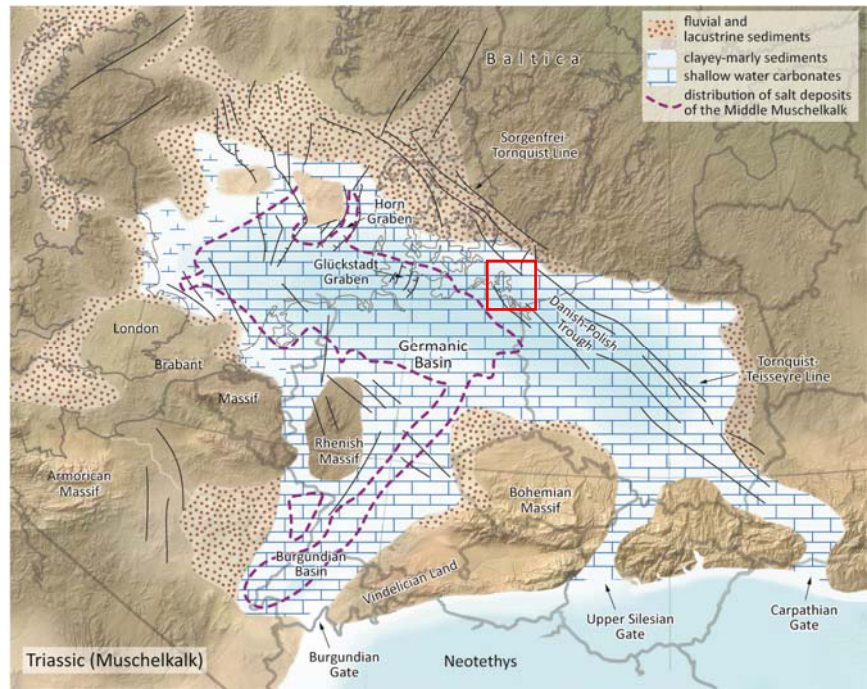 fluvial and
lacustrine sediments
clayey-marly sediments
shallow water carbonates
distribution of salt deposits
of the Middle Muschelkalk
Baltica
Sorgenfrei-
Tornquist Line
Horn
Graben
Glückstadt
Graben
Danish-Polish
Trough
London
Brabant
Massif
Germanic
Basin
Tornquist-
Teisseyre Line
Rhenish
Massif
Armorican
Massif
Bohemian
Massif
Burgundian
Basin
Vindelician Land
Upper Silesian
Gate
Carpathian
Gate
Burgundian
Gate
Neotethys
Triassic (Muschelkalk)